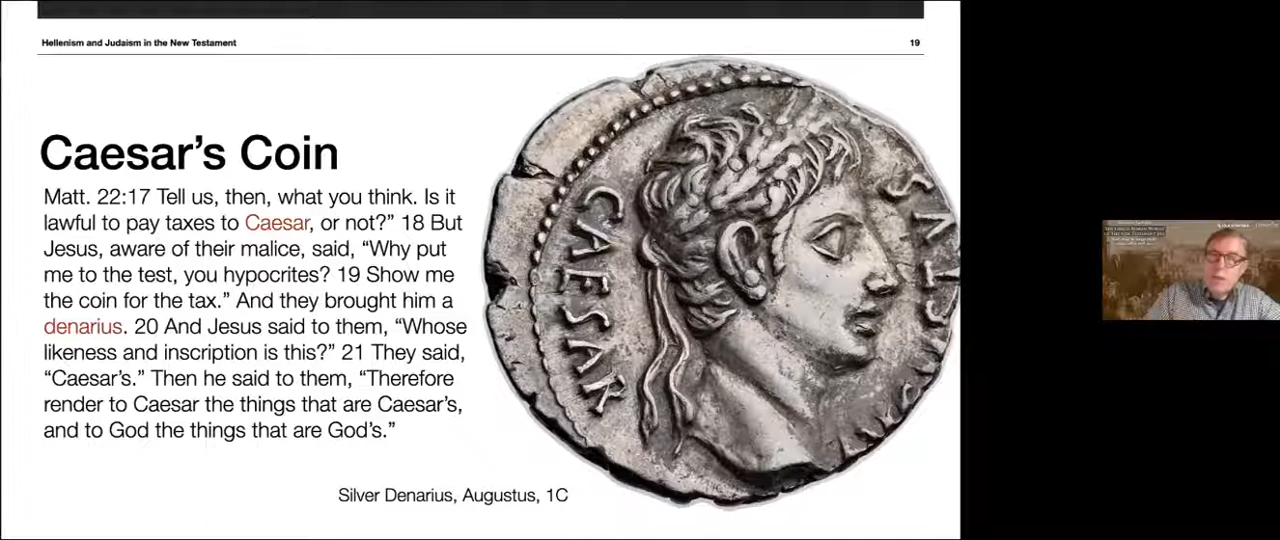 Hellenism and Judaism in the New Testament
19
Caesar's Coin
Matt. 22:17 Tell us, then, what you think. Is it
lawful to pay taxes to Caesar, or not?” 18 But
Jesus, aware of their malice, said, “Why put
me to the test, you hypocrites? 19 Show me
the coin for the tax.” And they brought him a
denarius. 20 And Jesus said to them, “Whose
likeness and inscription is this?” 21 They said,
“Caesar’s.” Then he said to them, “Therefore
render to Caesar the things that are Caesar’s,
and to God the things that are God’s.”
CAESAR
Silver Denarius, Augustus, 1C